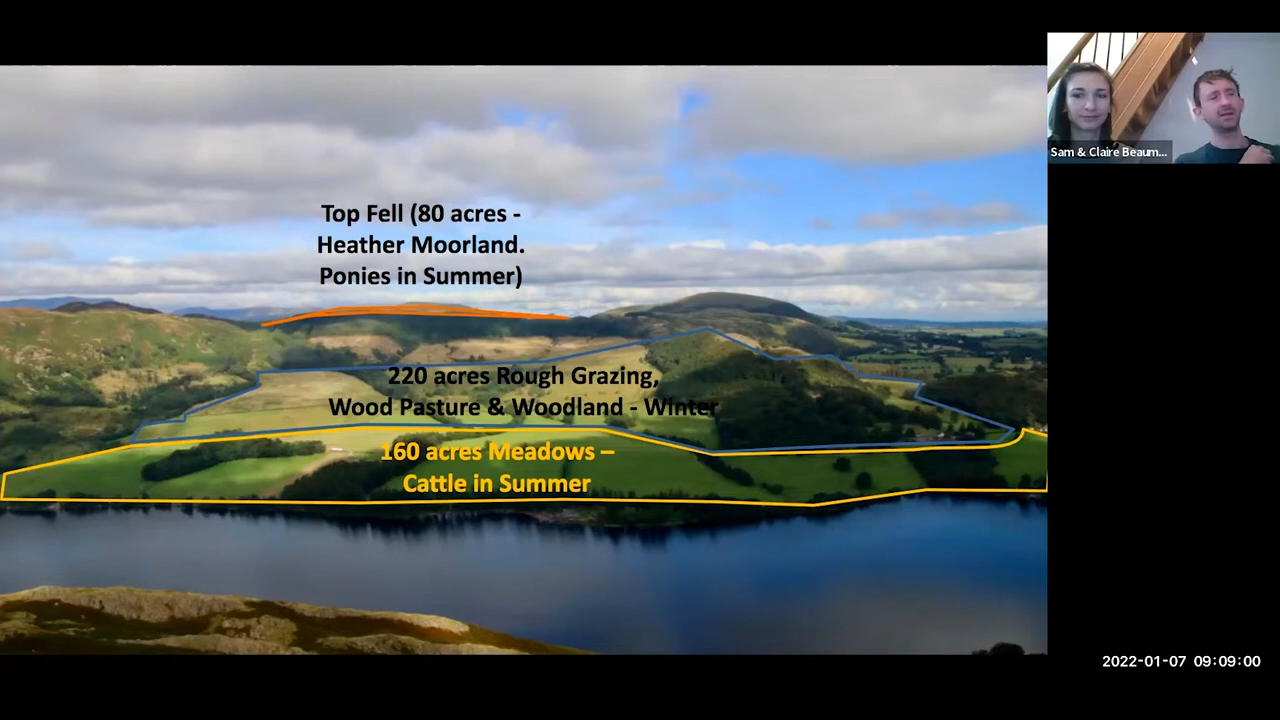 Top Fell (80 acres -
Heather Moorland.
Ponies in Summer)
220 acres Rough Grazing,
Wood Pasture & Woodland - Winter
160 acres Meadows –
Cattle in Summer
Sam & Claire Beaum...
2022-01-07 09:09:00